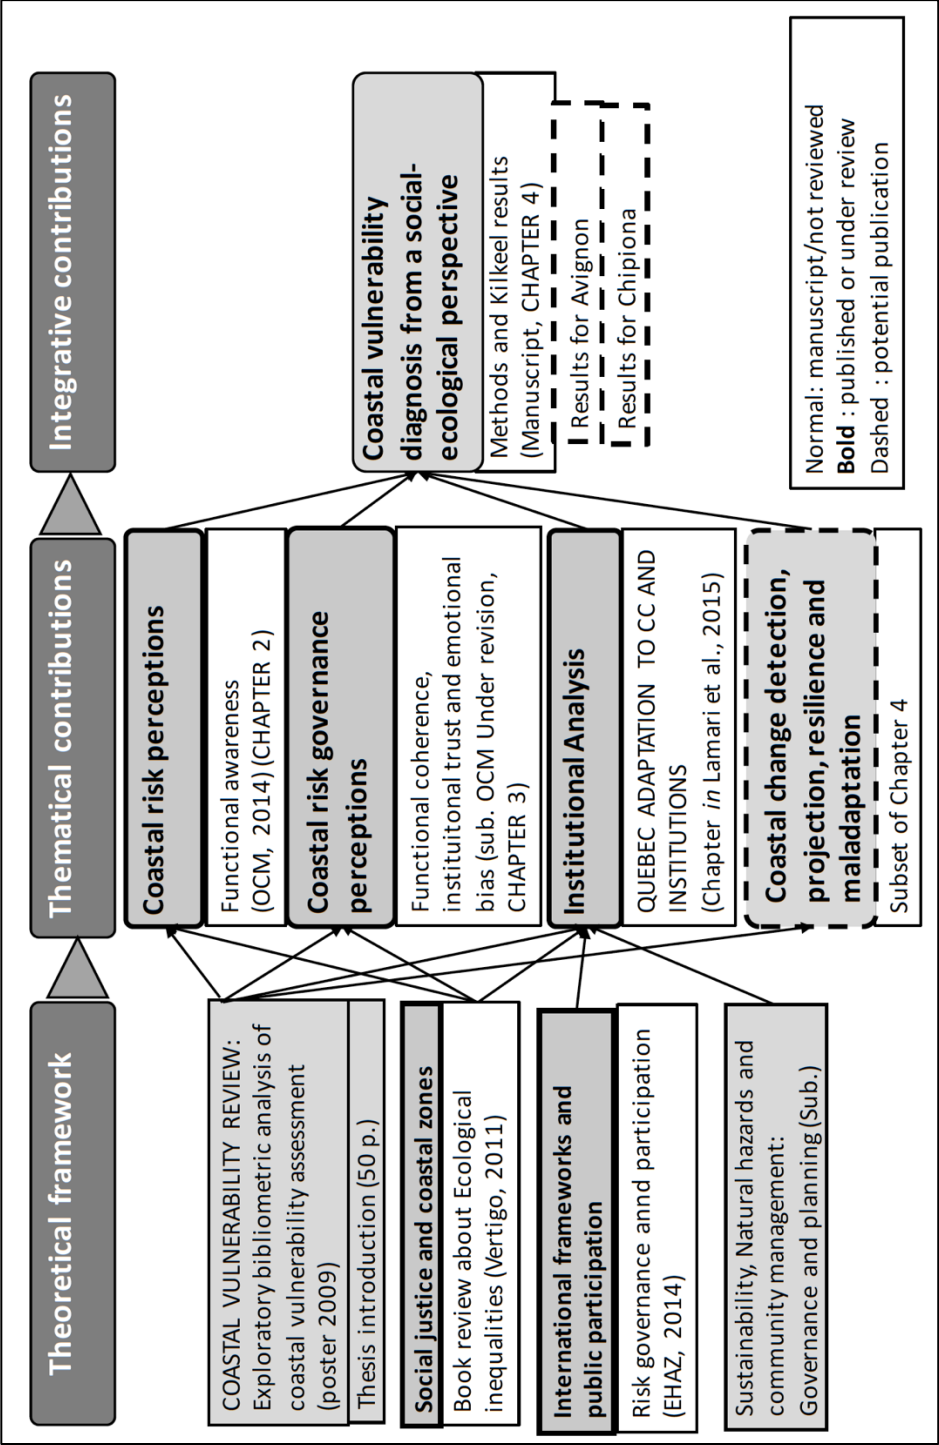 Theoretical framework
COASTAL VULNERABILITY REVIEW:
Exploratory bibliometric analysis of
coastal vulnerability assessment
(poster 2009)
Thesis introduction (50 p.)
Social justice and coastal zones
Book review about Ecological
inequalities (Vertigo, 2011)
International frameworks and
public participation
Risk governance annd participation
(EHAZ, 2014)
Sustainability, Natural hazards and
community management:
Governance and planning (Sub.)
Thematical contributions
Coastal risk perceptions
Functional awareness
(OCM, 2014) (CHAPTER 2)
Coastal risk governance
perceptions
Functional coherence,
instituitonal trust and emotional
bias (sub. OCM Under revision,
CHAPTER 3)
Institutional Analysis
QUEBEC ADAPTATION TO CC AND
INSTITUTIONS
(Chapter in Lamari et al., 2015)
Coastal change detection,
projection, resilience and
maladaptation
Subset of Chapter 4
Integrative contributions
Coastal vulnerability
diagnosis from a social-
ecological perspective
Methods and Kilkeel results
(Manuscript, CHAPTER 4)
Results for Avignon
Results for Chipiona
Normal: manuscript/not reviewed
Bold : published or under review
Dashed : potential publication